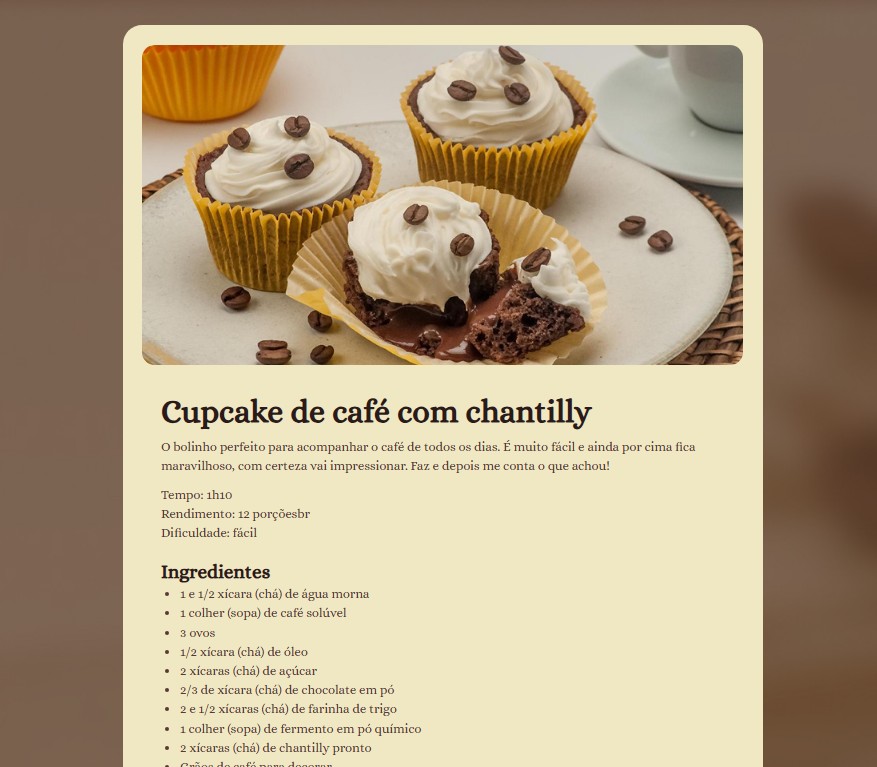 Cupcake de café com chantilly
O bolinho perfeito para acompanhar o café de todos os dias. É muito fácil e ainda por cima fica
maravilhoso, com certeza vai impressionar. Faz e depois me conta o que achou!
Tempo: 1h10
Rendimento: 12 porçõesbr
Dificuldade: fácil
Ingredientes
• 1 e 1/2 xícara (chá) de água morna
• 1 colher (sopa) de café solúvel
• 3 ovos
• 1/2 xícara (chá) de óleo
• 2 xícaras (chá) de açúcar
• 2/3 de xícara (chá) de chocolate em pó
• 2 e 1/2 xícaras (chá) de farinha de trigo
• 1 colher (sopa) de fermento em pó químico
• 2 xícaras (chá) de chantilly pronto
• Grãos de café para decorar